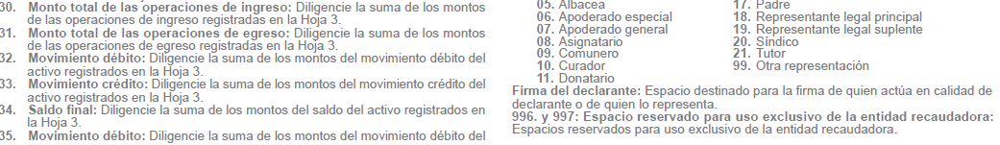 30. Monto total de las operaciones de ingreso: Diligencie la suma de los montos
de las operaciones de ingreso registradas en la Hoja 3.
31. Monto total de las operaciones de egreso: Diligencie la suma de los montos
de las operaciones de egreso registradas en la Hoja 3.
32. Movimiento débito: Diligencie la suma de los montos del movimiento débito del
activo registrados en la Hoja 3.
33. Movimiento crédito: Diligencie la suma de los montos del movimiento crédito del
activo registrados en la Hoja 3.
34. Saldo final: Diligencie la suma de los montos del saldo del activo registrados en
la Hoja 3.
35. Movimiento débito: Diligencie la suma de los montos del movimiento débito del
05. Albacea
06. Apoderado especial
07. Apoderado general
08. Asignatario
09. Comunero
10. Curador
11. Donatario
17. Padre
18. Representante legal principal
19. Representante legal suplente
20. Síndico
21. Tutor
99. Otra representación
Firma del declarante: Espacio destinado para la firma de quien actúa en calidad de
declarante o de quien lo representa.
996. y 997: Espacio reservado para uso exclusivo de la entidad recaudadora:
Espacios reservados para uso exclusivo de la entidad recaudadora.